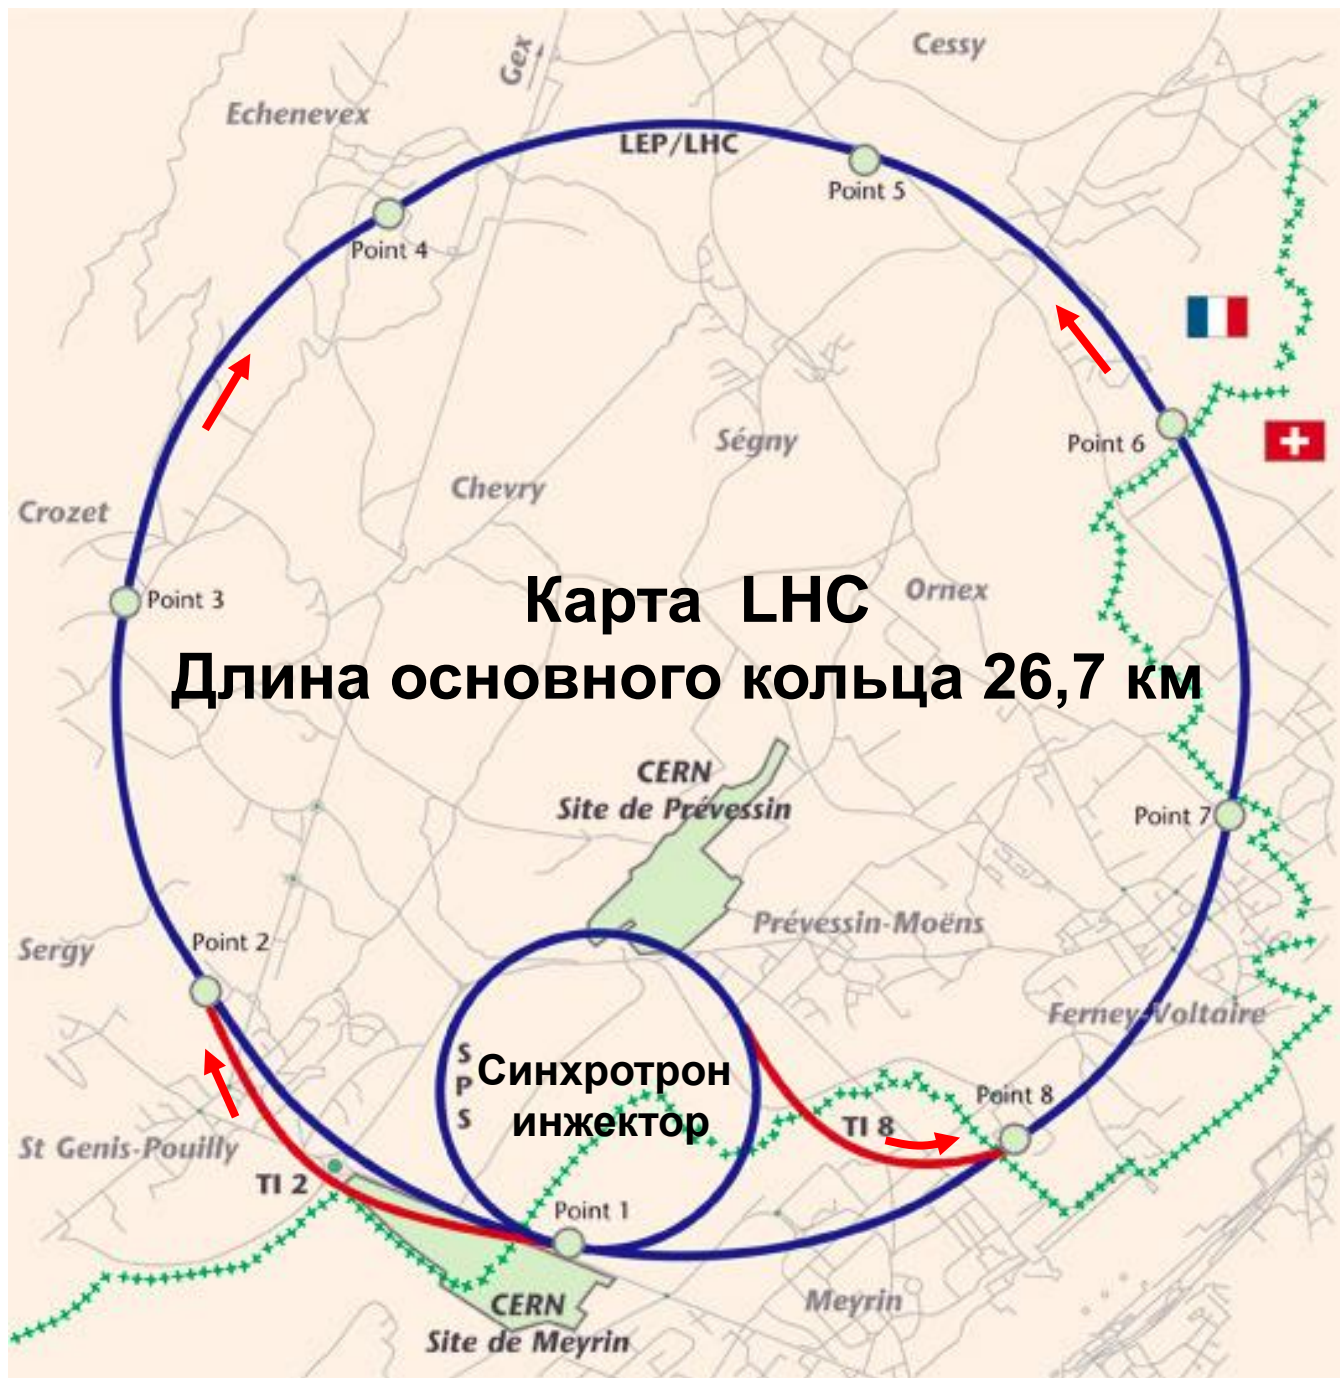 Cessy
Gex
Echenevex
LEP/LHC
Point 5
Point 4
Ségny
Point 6
Chevry
Crozet
Point 3
Ornex
Карта LHC
Длина основного кольца 26,7 км
CERN
Site de Prévessin
Point 7
Prévessin-Moëns
Point 2
Sergy
Ferney-Voltaire
SPS
Синхротрон
инжектор
Point 8
TI 8
St Genis-Pouilly
TI 2
Point 1
CERN
Site de Meyrin
Meyrin